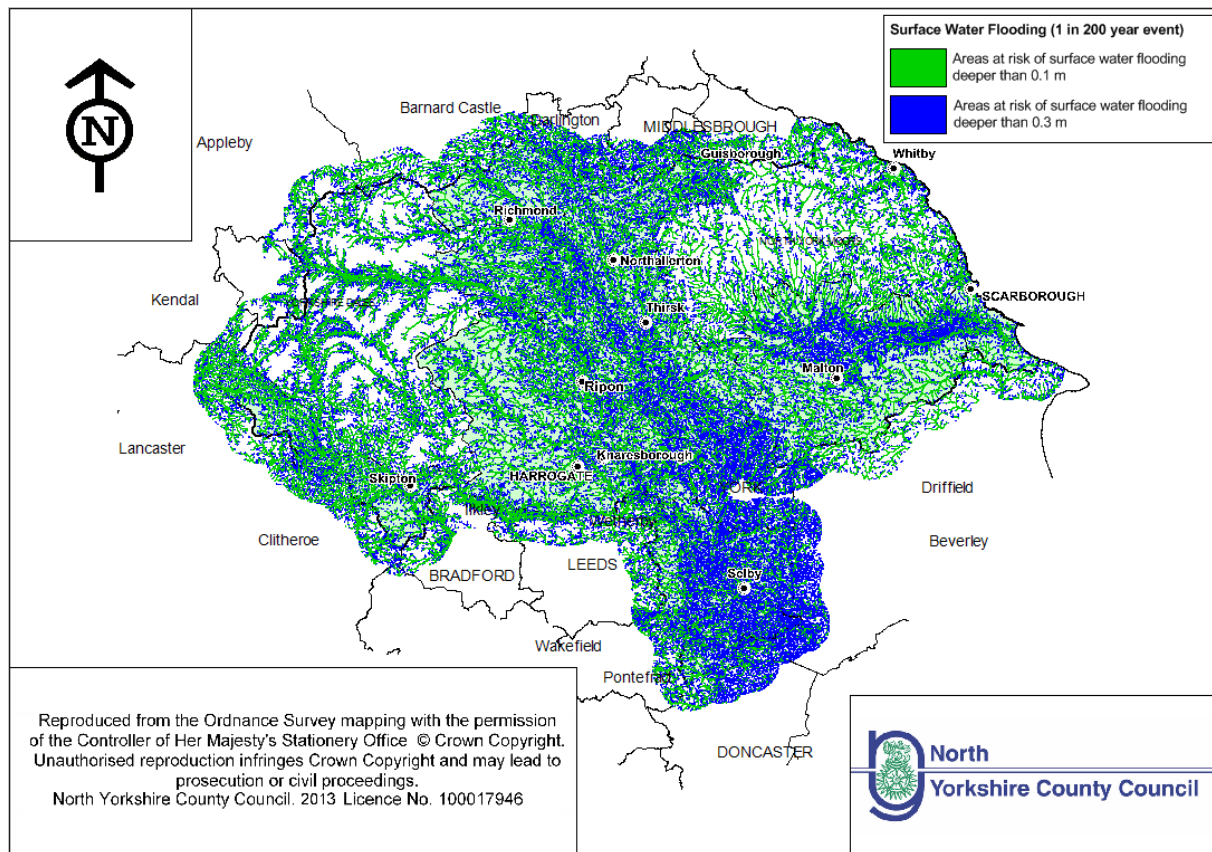 Surface Water Flooding (1 in 200 year event)
Areas at risk of surface water flooding
deeper than 0.1 m
Areas at risk of surface water flooding
deeper than 0.3 m
N
Barnard Castle
Darlington
MIDDLESBROUGH
Appleby
Guisborough
Whitby
Richmond
Northallerton
Kendal
SCARBOROUGH
Thirsk
Malton
Ripon
Lancaster
Knaresborough
HARROGATE
Skipton
YORK
Driffield
Clitheroe
Beverley
LEEDS
BRADFORD
Selby
Wakefield
Pontefract
DONCASTER
Reproduced from the Ordnance Survey mapping with the permission
of the Controller of Her Majesty's Stationery Office © Crown Copyright.
Unauthorised reproduction infringes Crown Copyright and may lead to
prosecution or civil proceedings.
North Yorkshire County Council. 2013 Licence No. 100017946
North
Yorkshire County Council